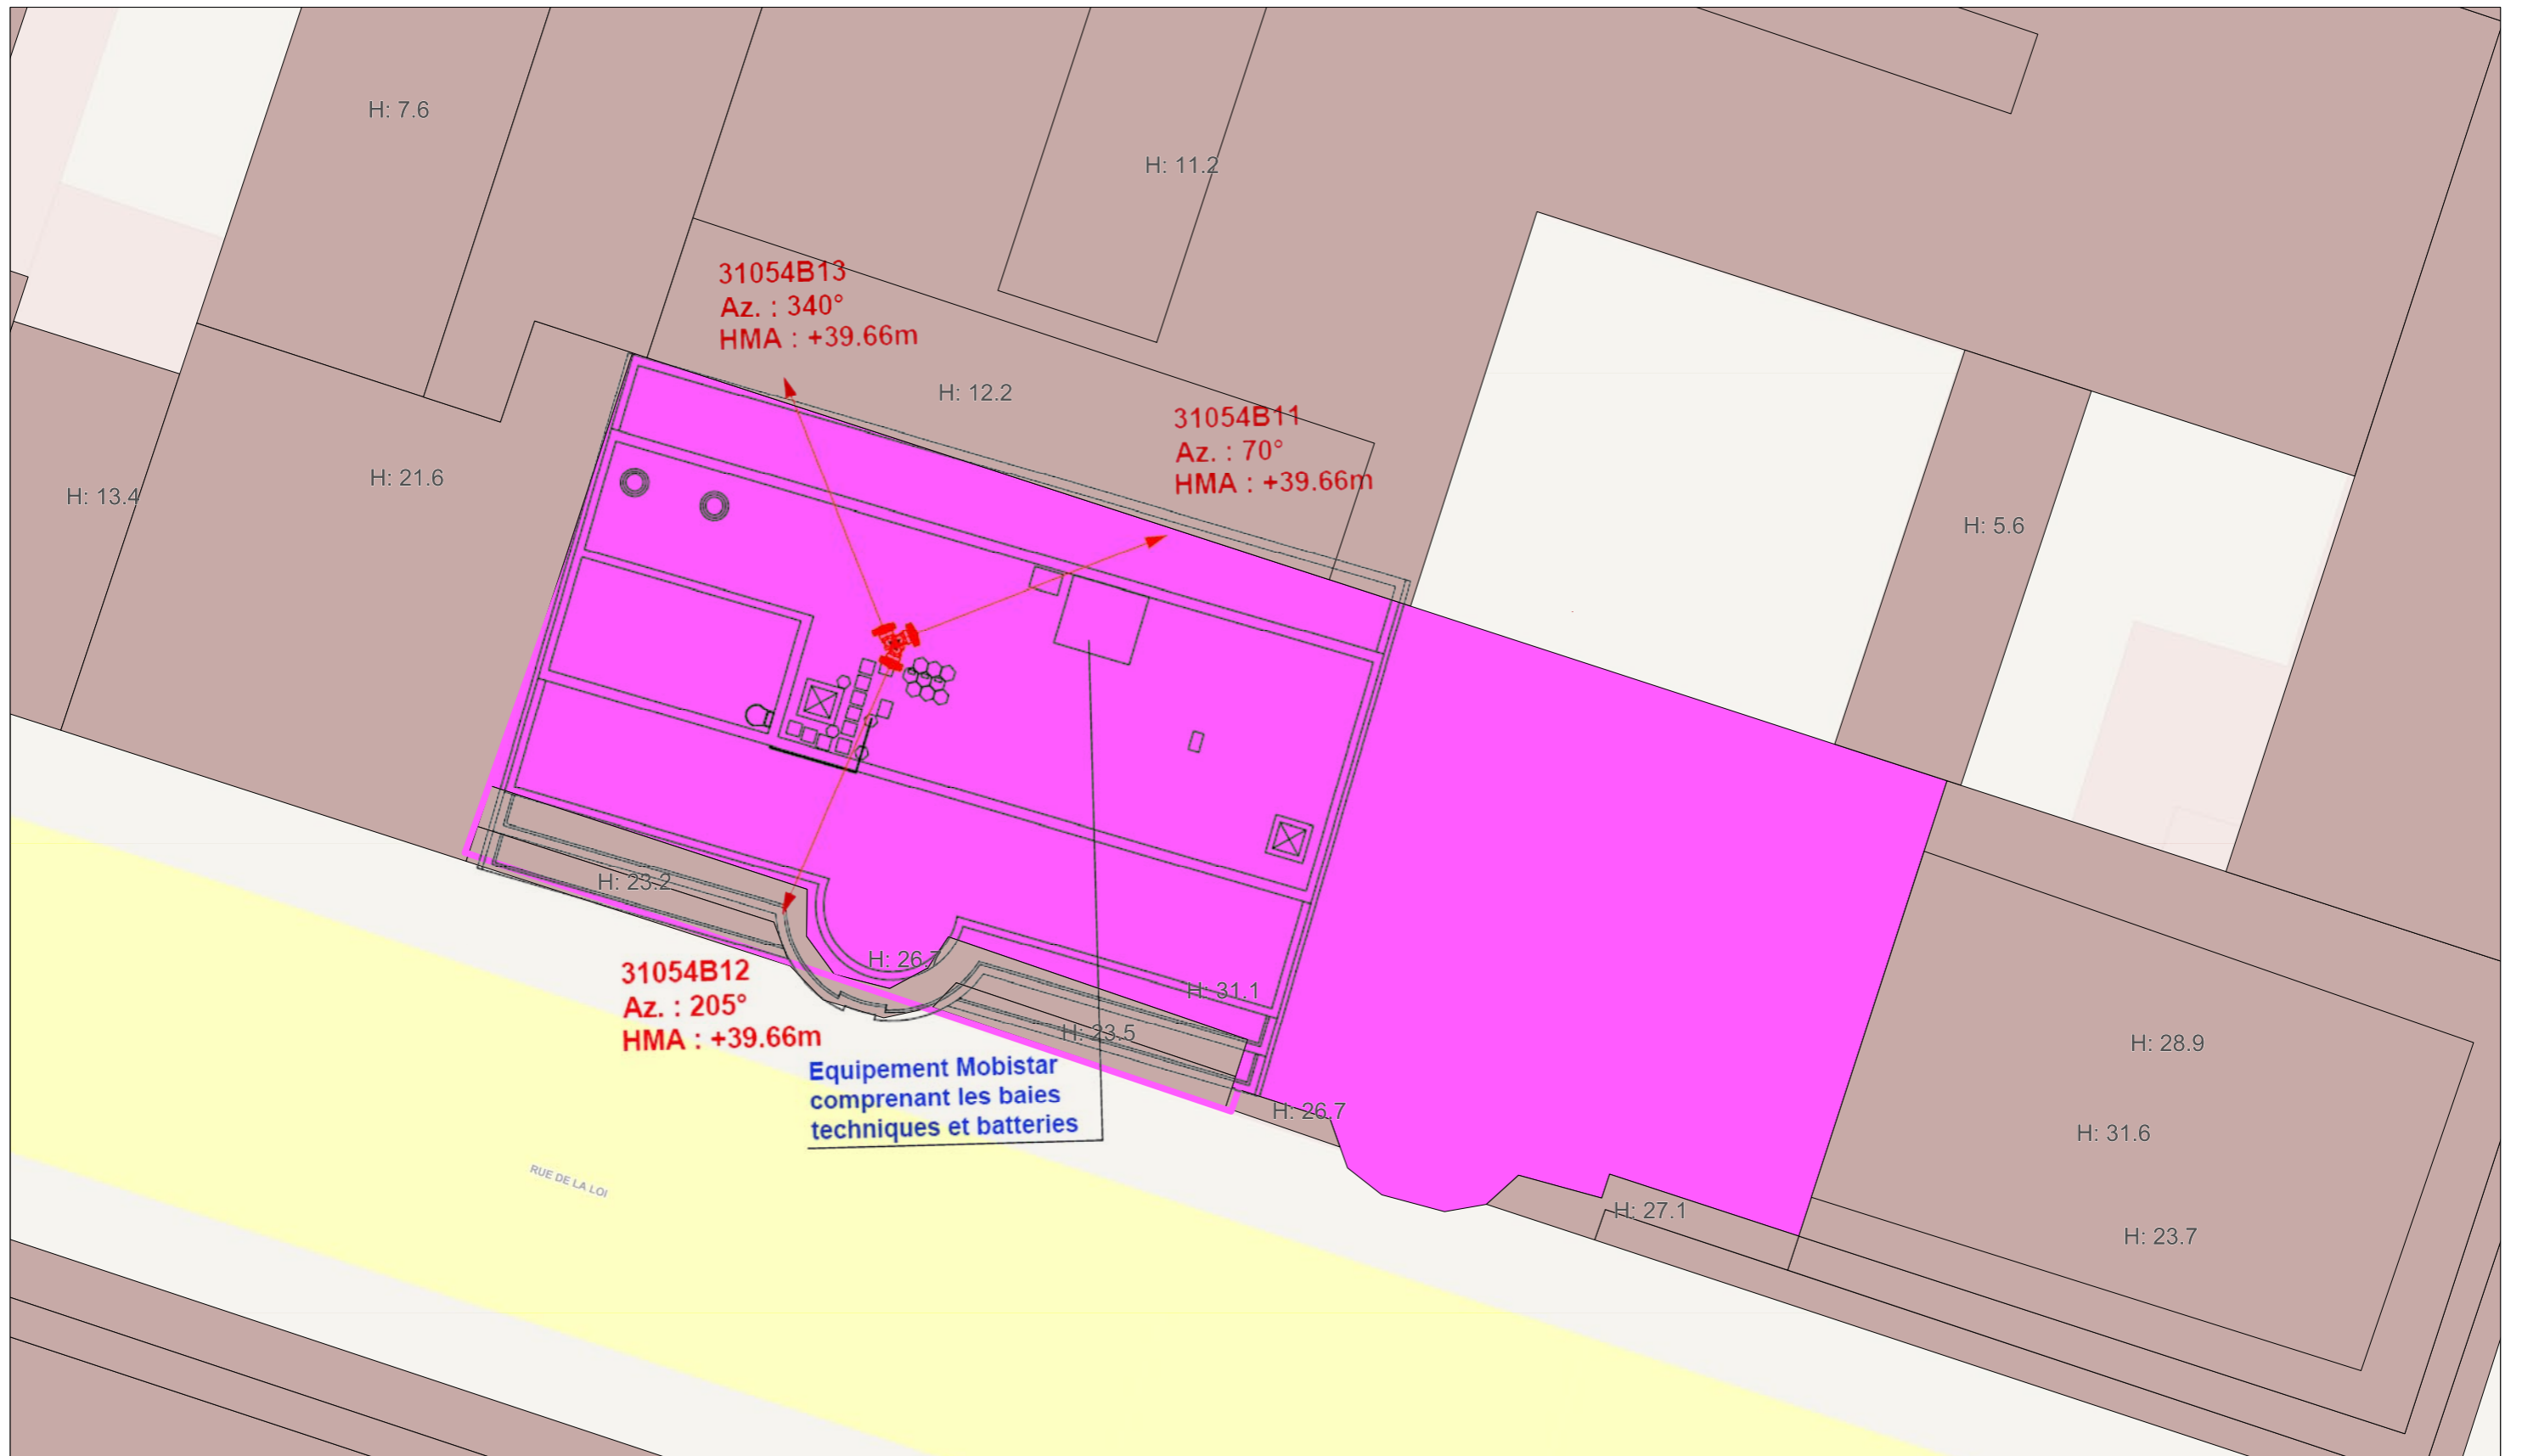 H: 7.6
H: 11.2
31054B13
Az. : 340°
HMA : +39.66m
H: 12.2
31054B11
Az. : 70°
HMA : +39.66m
H: 21.6
H: 13.4
H: 5.6
H: 23.2
H: 26.7
31054B12
Az. : 205°
HMA : +39.66m
H: 31.1
H: 23.5
Equipement Mobistar
comprenant les baies
techniques et batteries
H: 26.7
H: 28.9
H: 31.6
H: 27.1
H: 23.7
RUE DE LA LOI